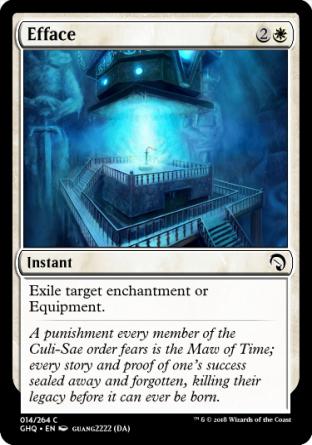 Efface 2
Instant
Exile target enchantment or
Equipment.
A punishment every member of the
Culi-Sae order fears is the Maw of Time;
every story and proof of one's success
sealed away and forgotten, killing their
legacy before it can ever be born.
014/264 C
GHQ • EN GUANGZZZZ (DA)
™ & © 2018 Wizards of the Coast